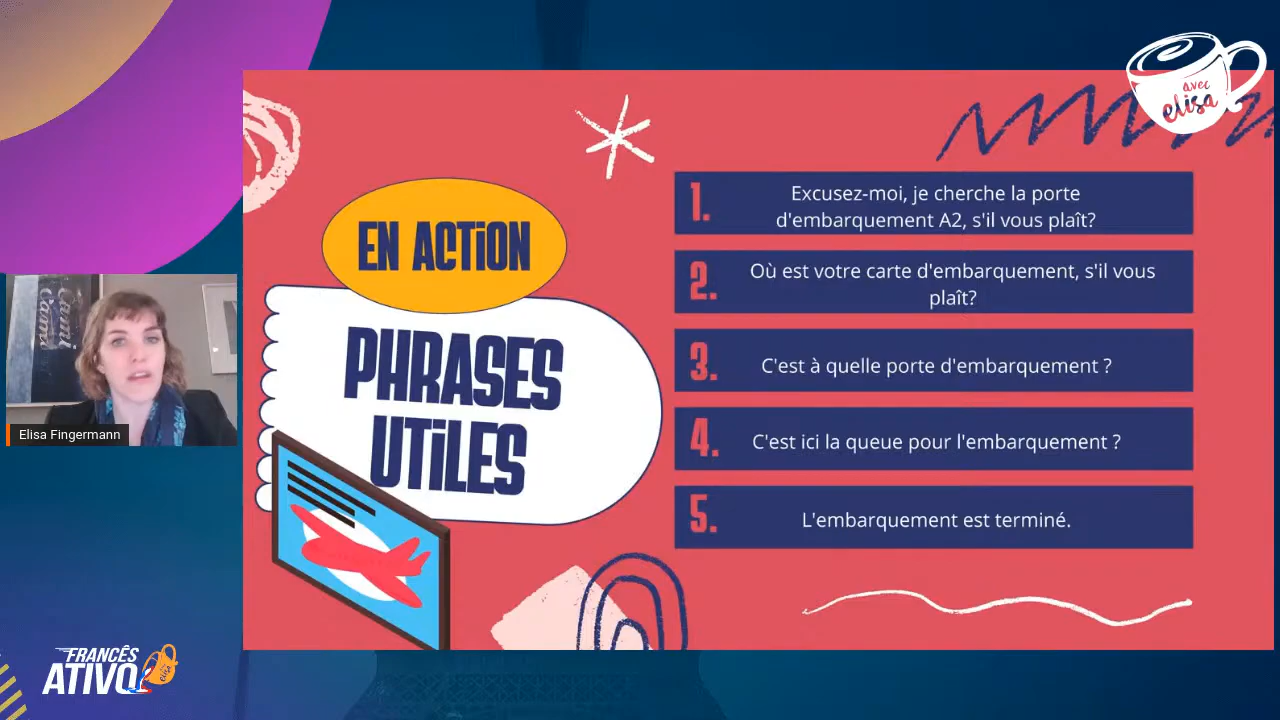 avec
elisa
EN ACTION
PHRASES
UTILES
1.
Excusez-moi, je cherche la porte
d'embarquement A2, s'il vous plaît?
2.
Où est votre carte d'embarquement, s'il vous
plaît?
3.
C'est à quelle porte d'embarquement ?
4.
C'est ici la queue pour l'embarquement ?
5.
L'embarquement est terminé.
Elisa Fingermann
FRANCÊS
ATIVO
elisa